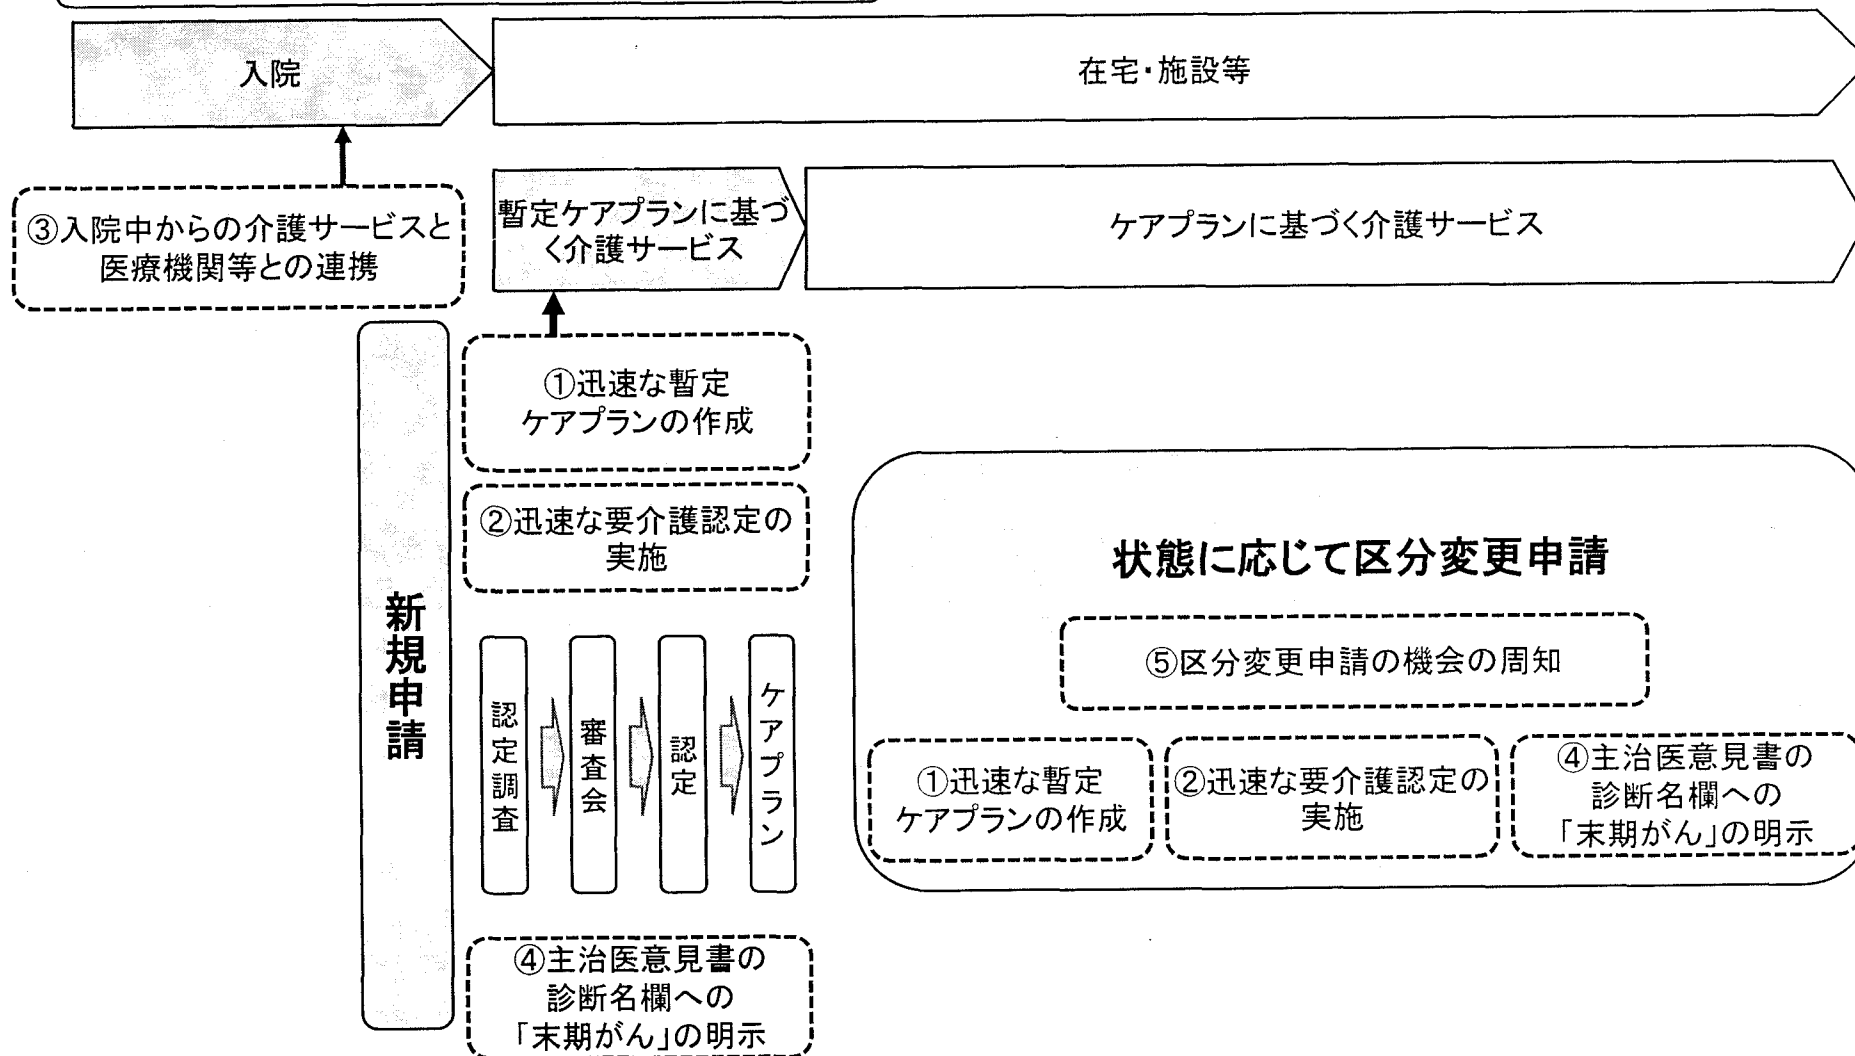 入院
在宅・施設等
③入院中からの介護サービスと
医療機関等との連携
暫定ケアプランに基づ
く介護サービス
ケアプランに基づく介護サービス
新規申請
①迅速な暫定
ケアプランの作成
②迅速な要介護認定の
実施
認定調査
審査会
認定
ケアプラン
④主治医意見書の
診断名欄への
「末期がん」の明示
状態に応じて区分変更申請
⑤区分変更申請の機会の周知
①迅速な暫定
ケアプランの作成
②迅速な要介護認定の
実施
④主治医意見書の
診断名欄への
「末期がん」の明示